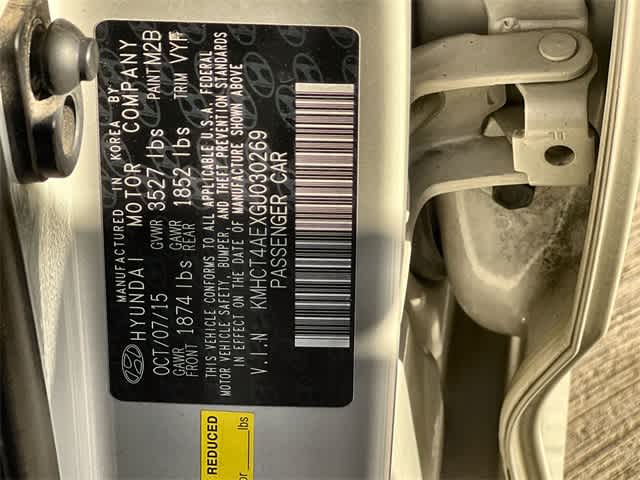 MANUFACTURED IN KOREA BY
HYUNDAI MOTOR COMPANY
OCT/07/15 GVWR 3527 lbs PAINT M2B
GAWR FRONT 1874 lbs GAWR REAR 1852 lbs TRIM VYF
THIS VEHICLE CONFORMS TO ALL APPLICABLE U.S.A. FEDERAL
MOTOR VEHICLE SAFETY, BUMPER, AND THEFT PREVENTION STANDARDS
IN EFFECT ON THE DATE OF MANUFACTURE SHOWN ABOVE
V.I.N KMHCT4AEXGU030269
PASSENGER CAR
REDUCED
or lbs